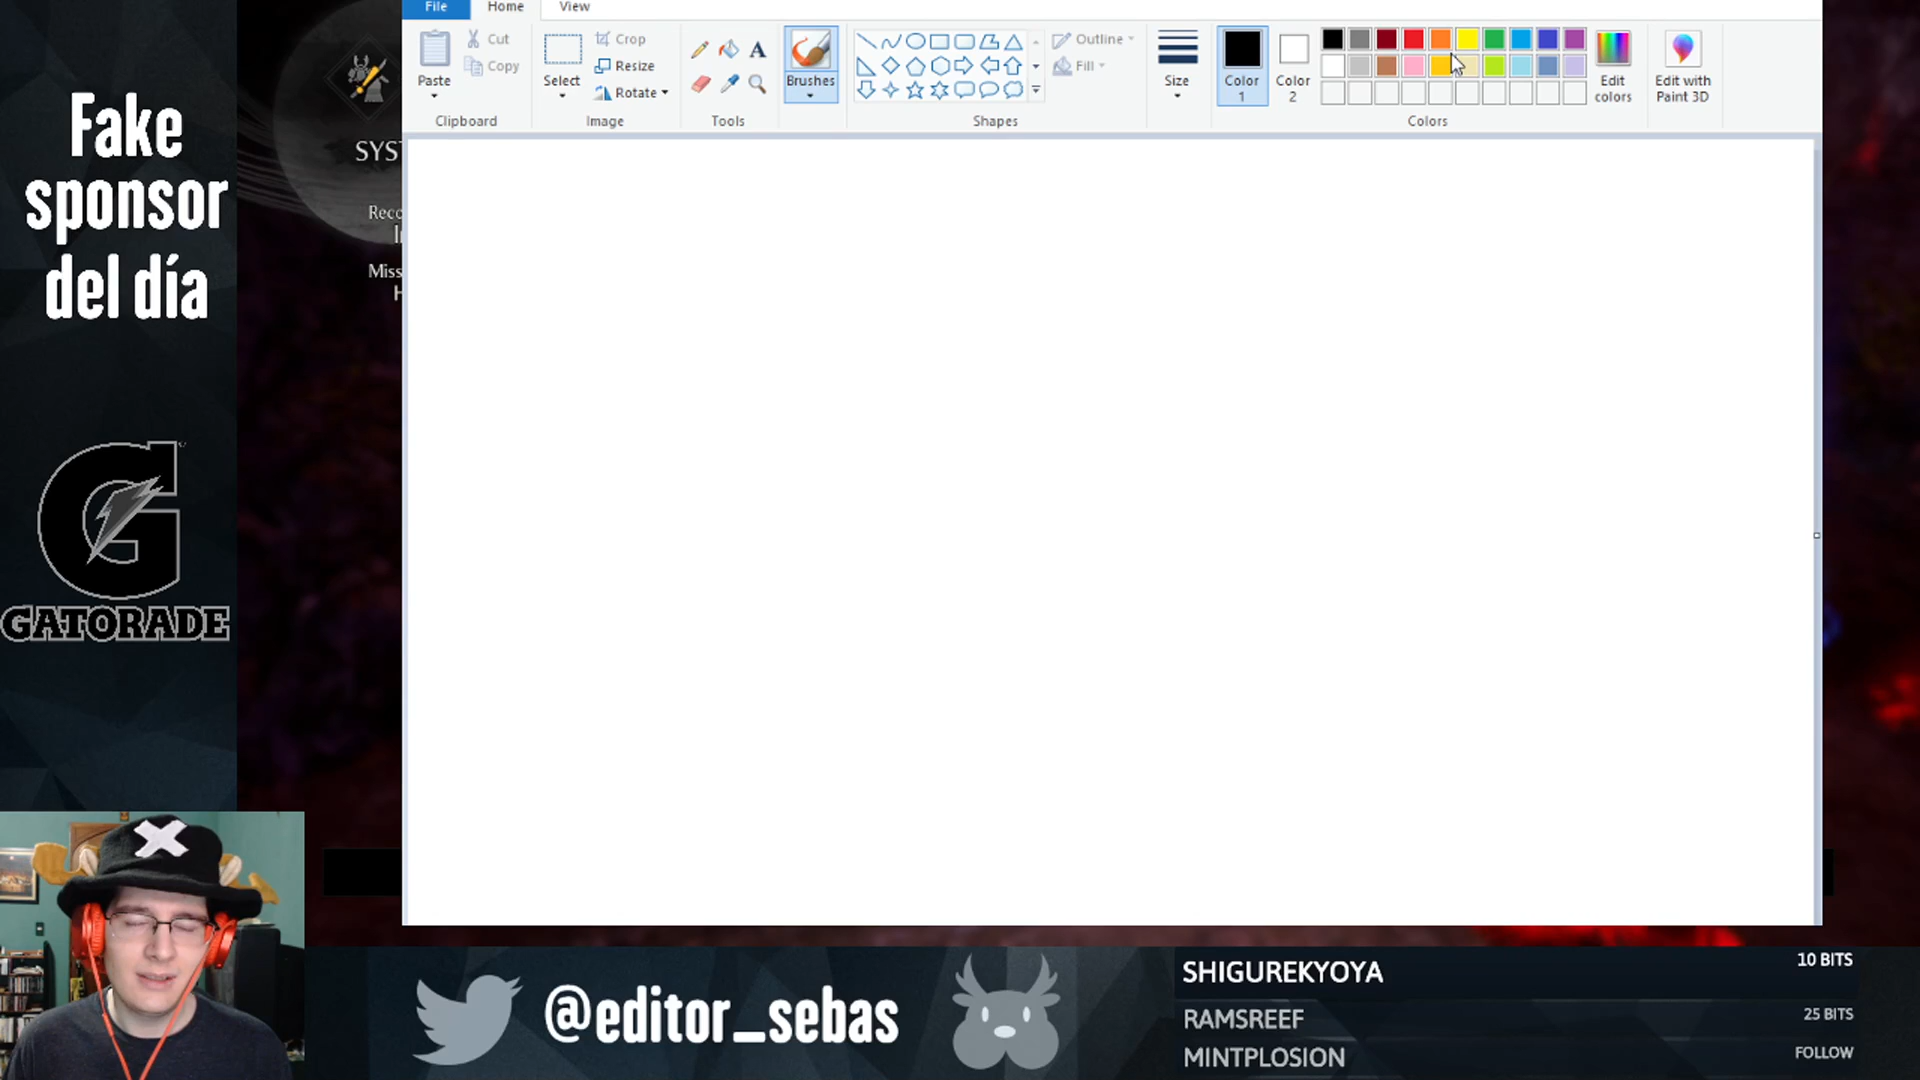 File Home View
Paste
Cut
Copy
Clipboard
Select
Crop
Resize
Rotate
Image
A
Tools
Brushes
Shapes
Outline
Fill
Size
Color 1
Color 2
Colors
Edit colors
Edit with Paint 3D
Fake
sponsor
del día
G
GATORADE
SYS
Reco
Miss
@editor_sebas
SHIGUREKYOYA 10 BITS
RAMSREEF 25 BITS
MINTPLOSION FOLLOW